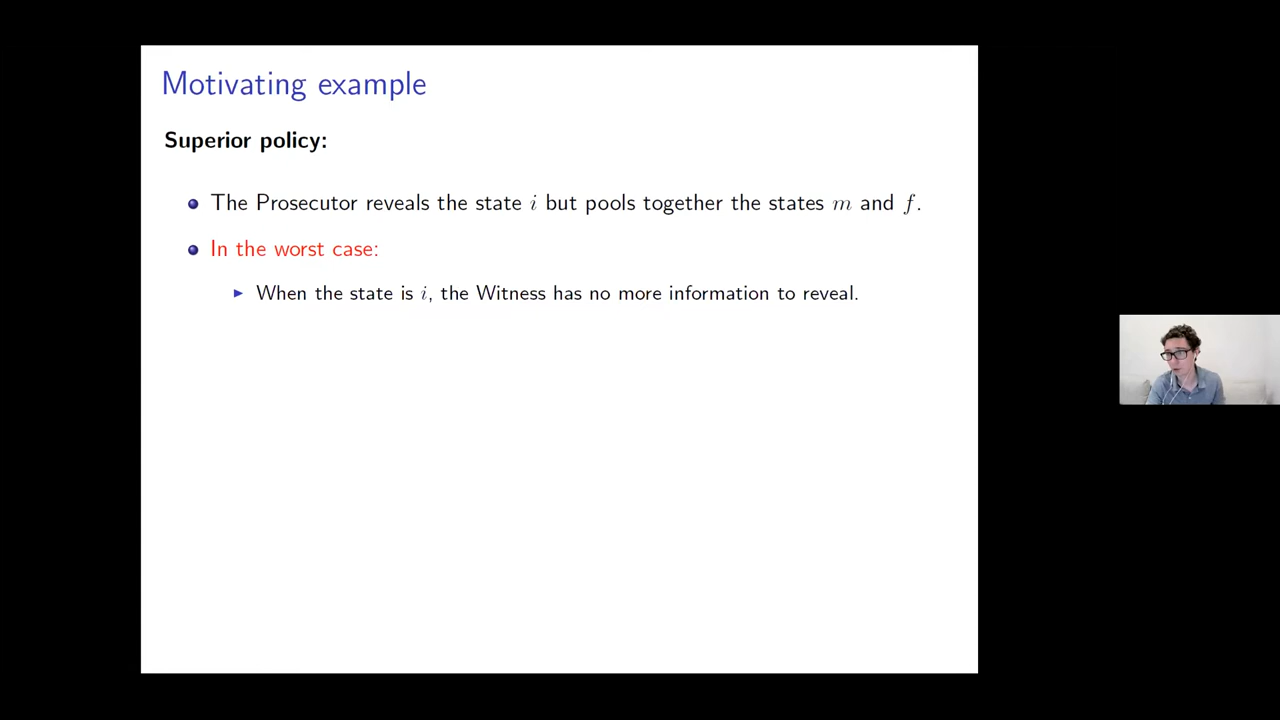 Motivating example
Superior policy:
The Prosecutor reveals the state i but pools together the states m and f.
In the worst case:
When the state is i, the Witness has no more information to reveal.